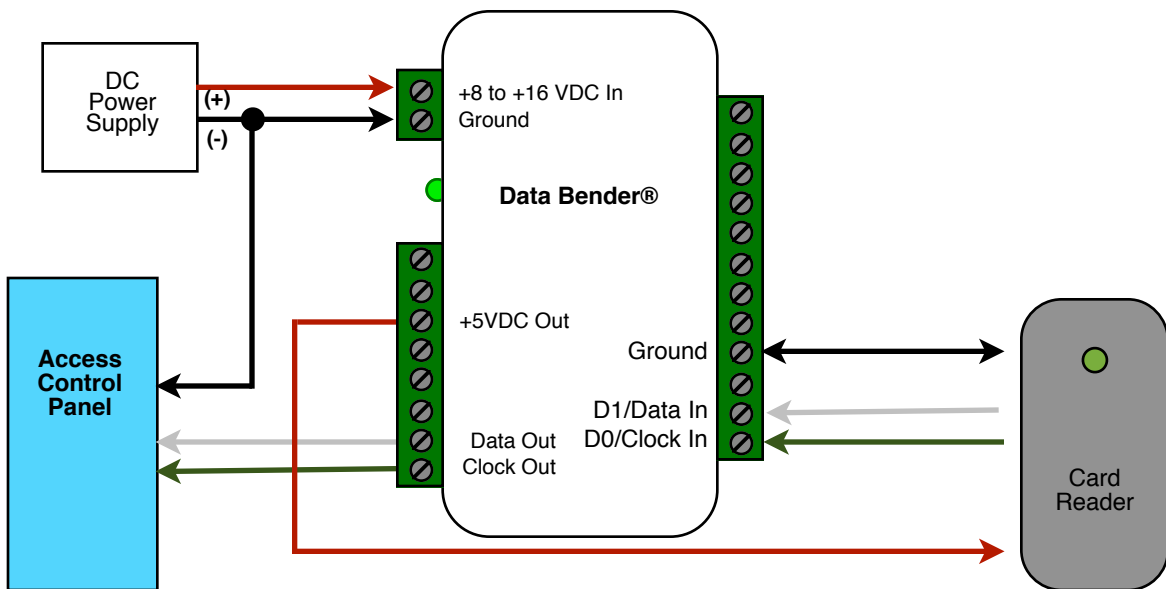 DC
Power
Supply
(+)
(-)
+8 to +16 VDC In
Ground
Data Bender®
+5VDC Out
Ground
D1/Data In
D0/Clock In
Data Out
Clock Out
Access
Control
Panel
Card
Reader